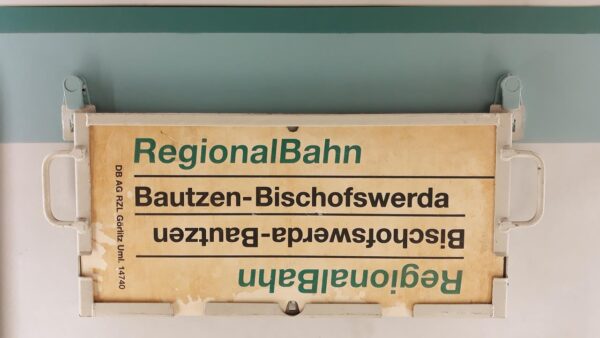 RegionalBahn
Bautzen-Bischofswerda
Bischofswerda-Bautzen
RegionalBahn
DB AG RZL Görlitz Uml. 14740